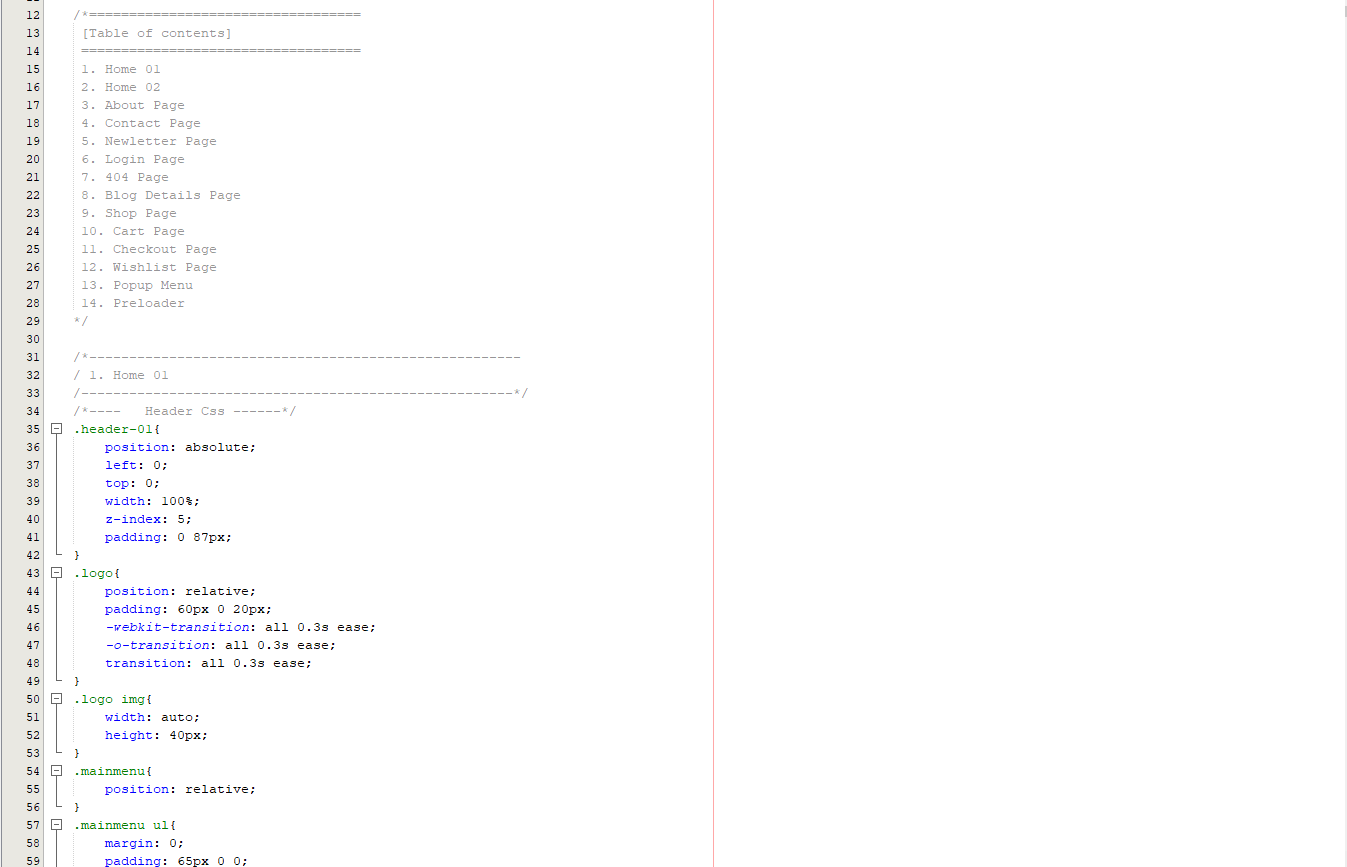 12 /*==================================
13 [Table of contents]
14 ===================================
15 1. Home 01
16 2. Home 02
17 3. About Page
18 4. Contact Page
19 5. Newletter Page
20 6. Login Page
21 7. 404 Page
22 8. Blog Details Page
23 9. Shop Page
24 10. Cart Page
25 11. Checkout Page
26 12. Wishlist Page
27 13. Popup Menu
28 14. Preloader
29 */
30
31 /*------------------------------------------------------
32 / 1. Home 01
33 /------------------------------------------------------*/
34 /*----   Header Css ------*/
35 .header-01{
36     position: absolute;
37     left: 0;
38     top: 0;
39     width: 100%;
40     z-index: 5;
41     padding: 0 87px;
42 }
43 .logo{
44     position: relative;
45     padding: 60px 0 20px;
46     -webkit-transition: all 0.3s ease;
47     -o-transition: all 0.3s ease;
48     transition: all 0.3s ease;
49 }
50 .logo img{
51     width: auto;
52     height: 40px;
53 }
54 .mainmenu{
55     position: relative;
56 }
57 .mainmenu ul{
58     margin: 0;
59     padding: 65px 0 0;